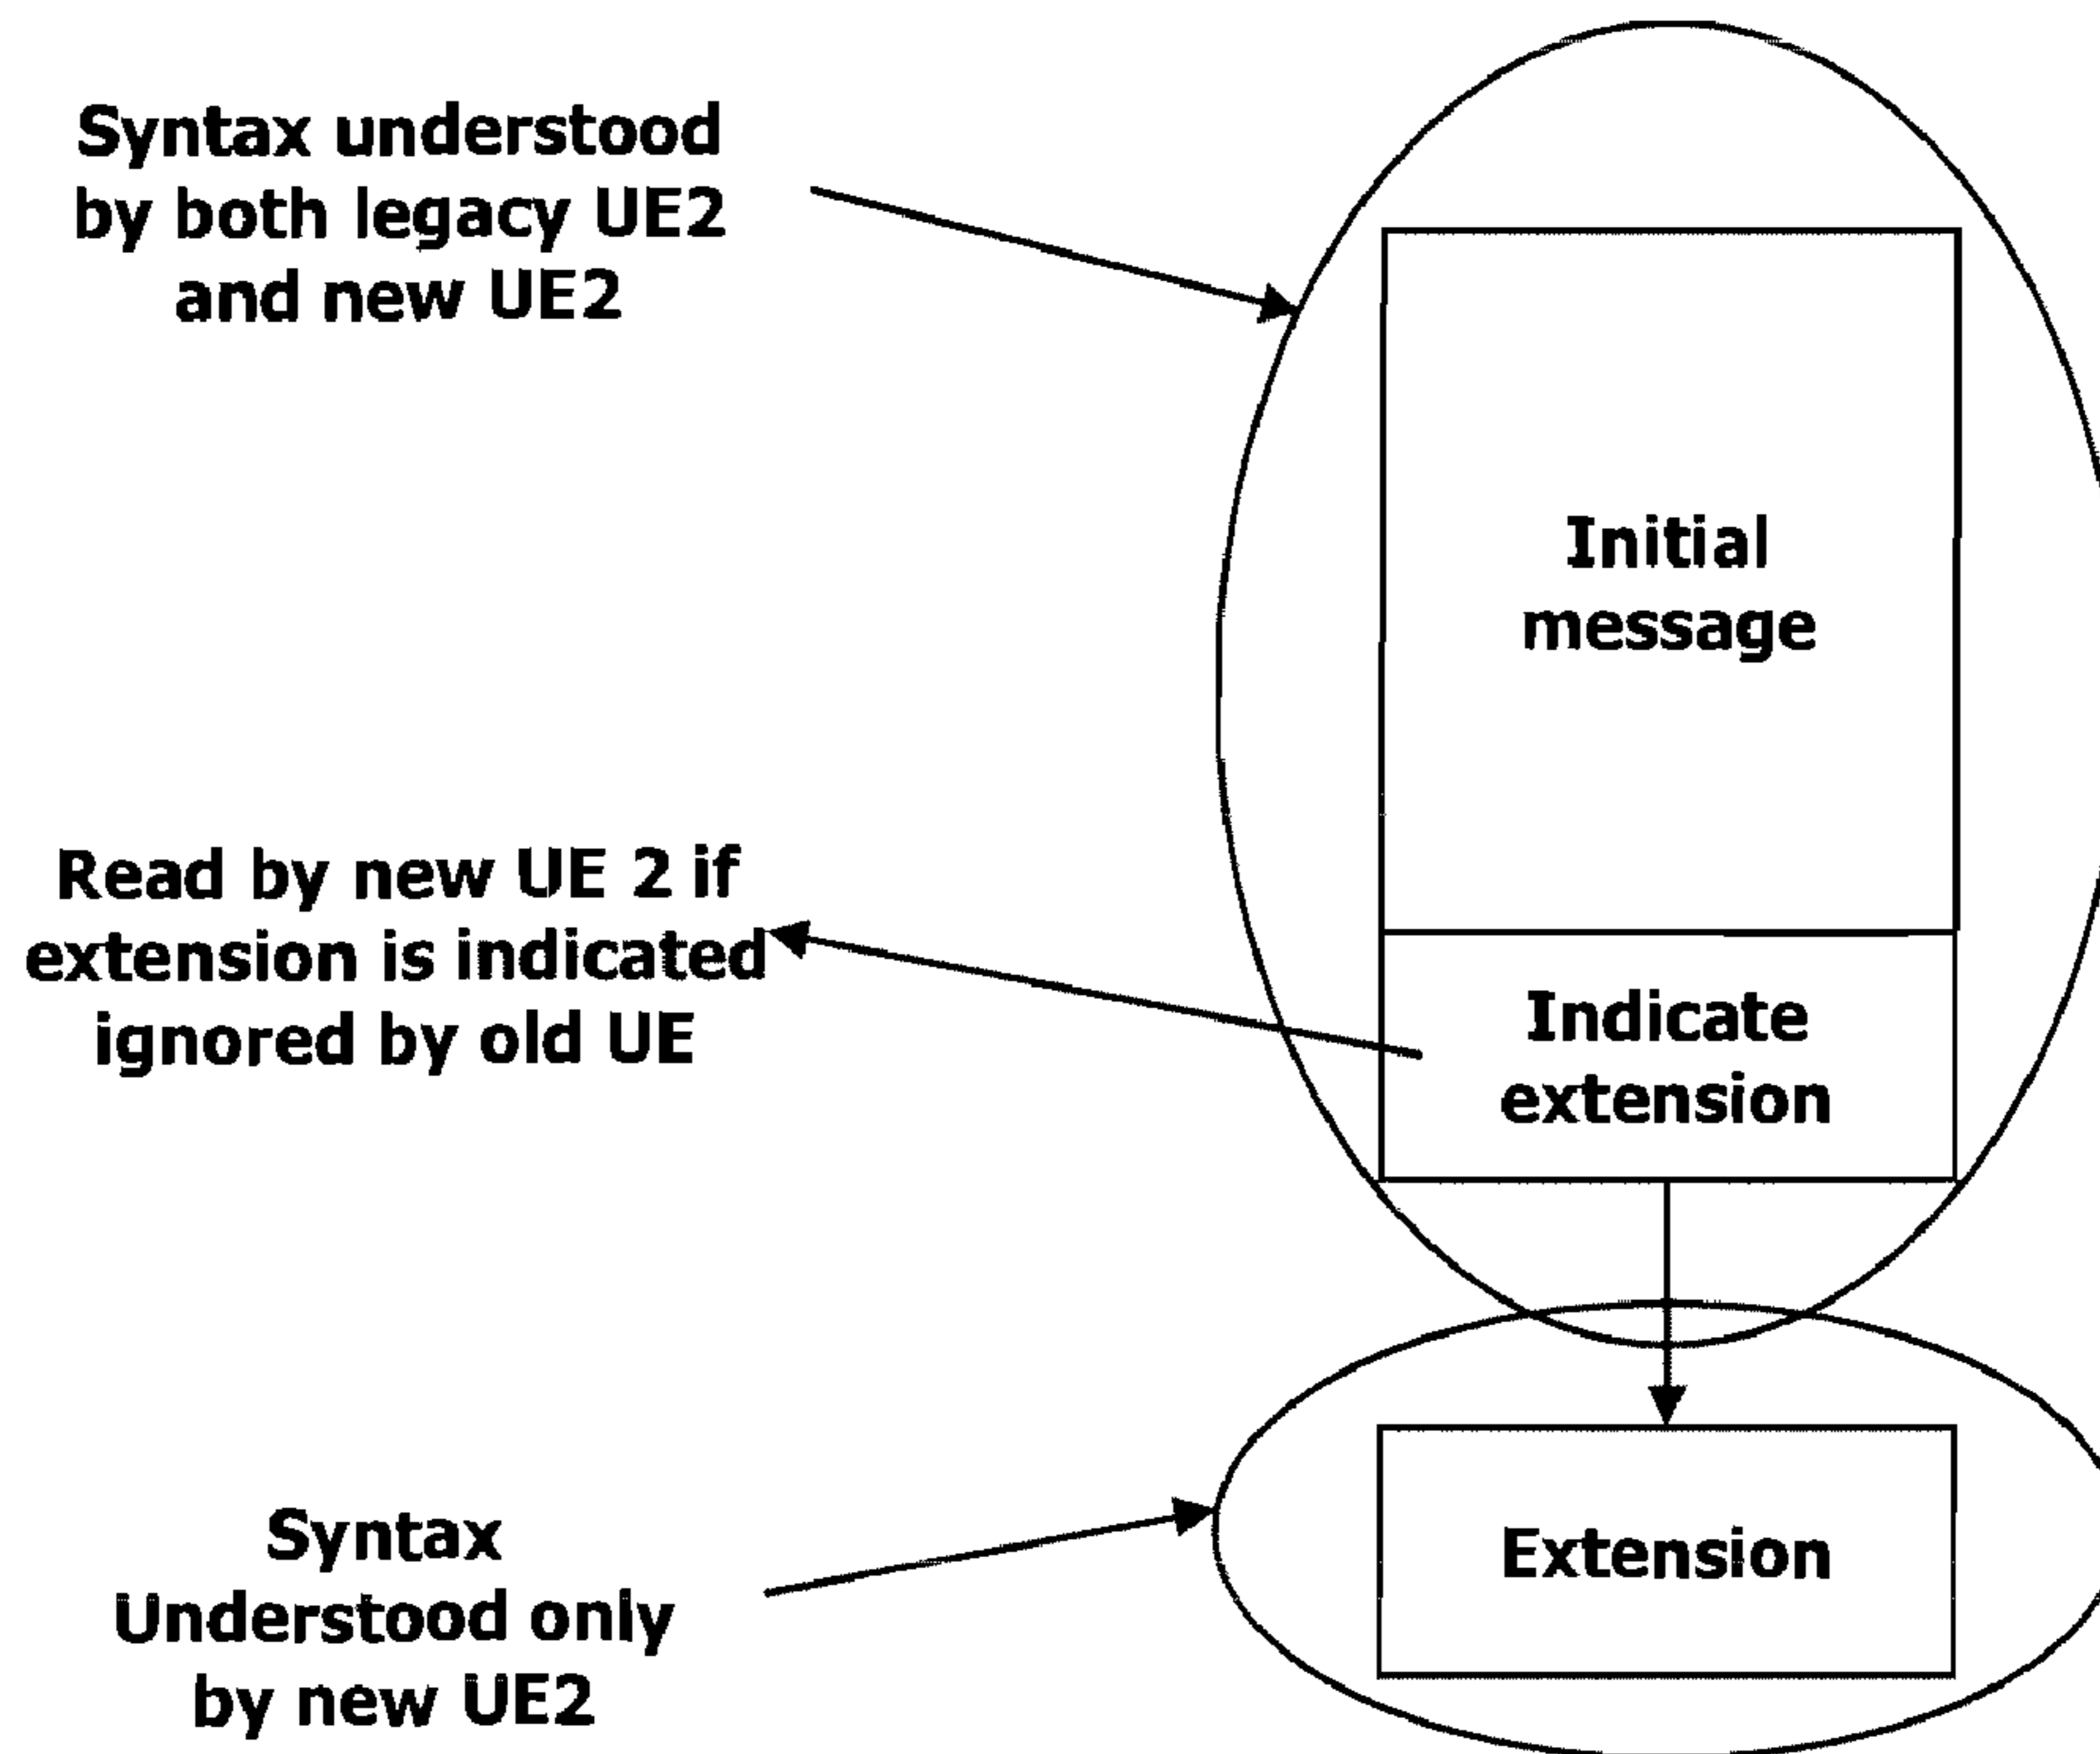 Syntax understood
by both legacy UE2
and new UE2
Initial
message
Read by new UE 2 if
extension is indicated
ignored by old UE
Indicate
extension
Syntax
Understood only
by new UE2
Extension